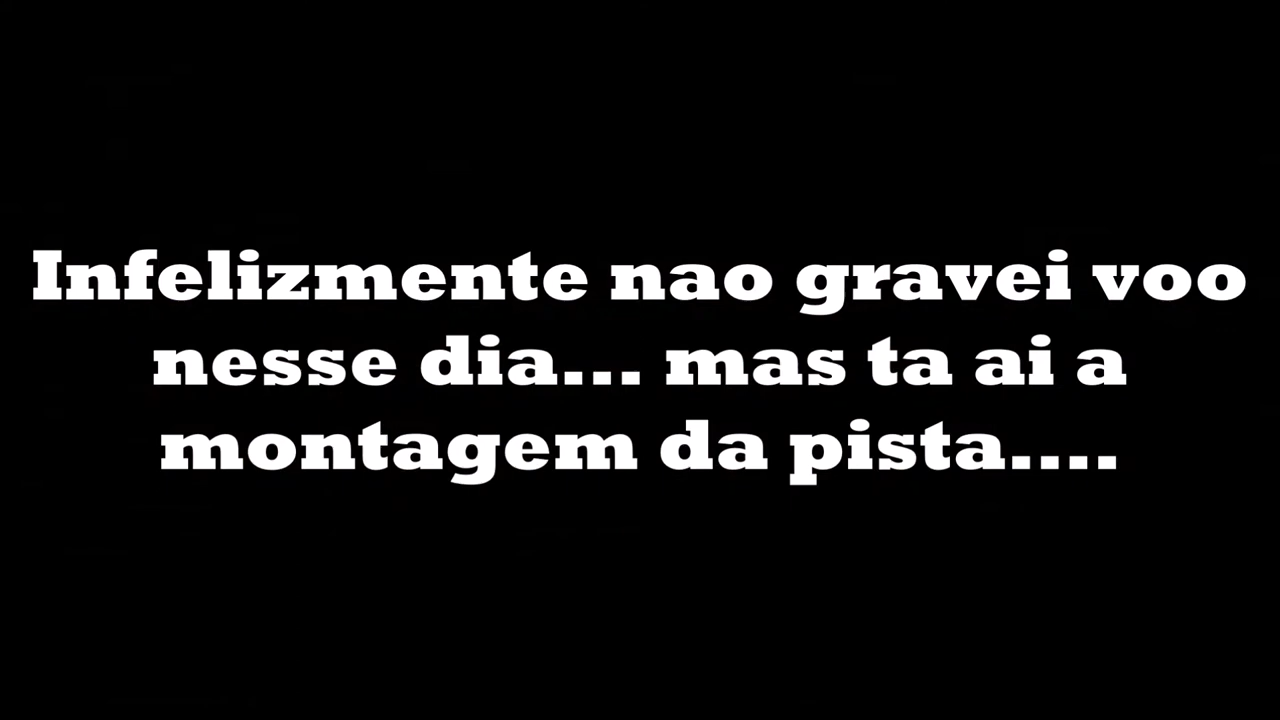 Infelizmente nao gravei voo
nesse dia... mas ta ai a
montagem da pista....